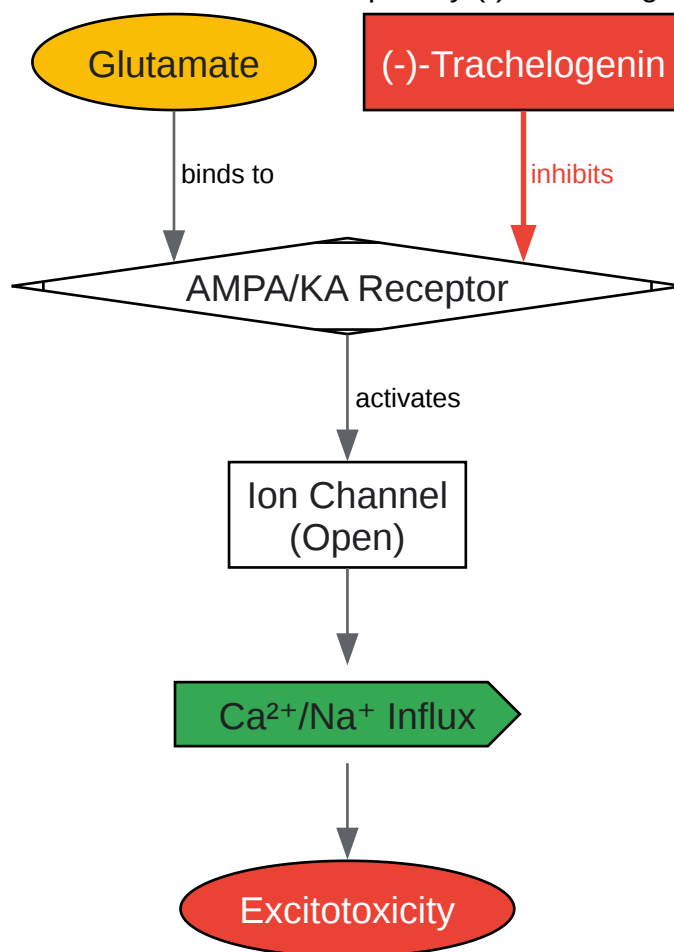 Glutamate
(-)-Trachelogenin
binds to
inhibits
AMPA/KA Receptor
activates
Ion Channel
(Open)
Ca²⁺/Na⁺ Influx
Excitotoxicity